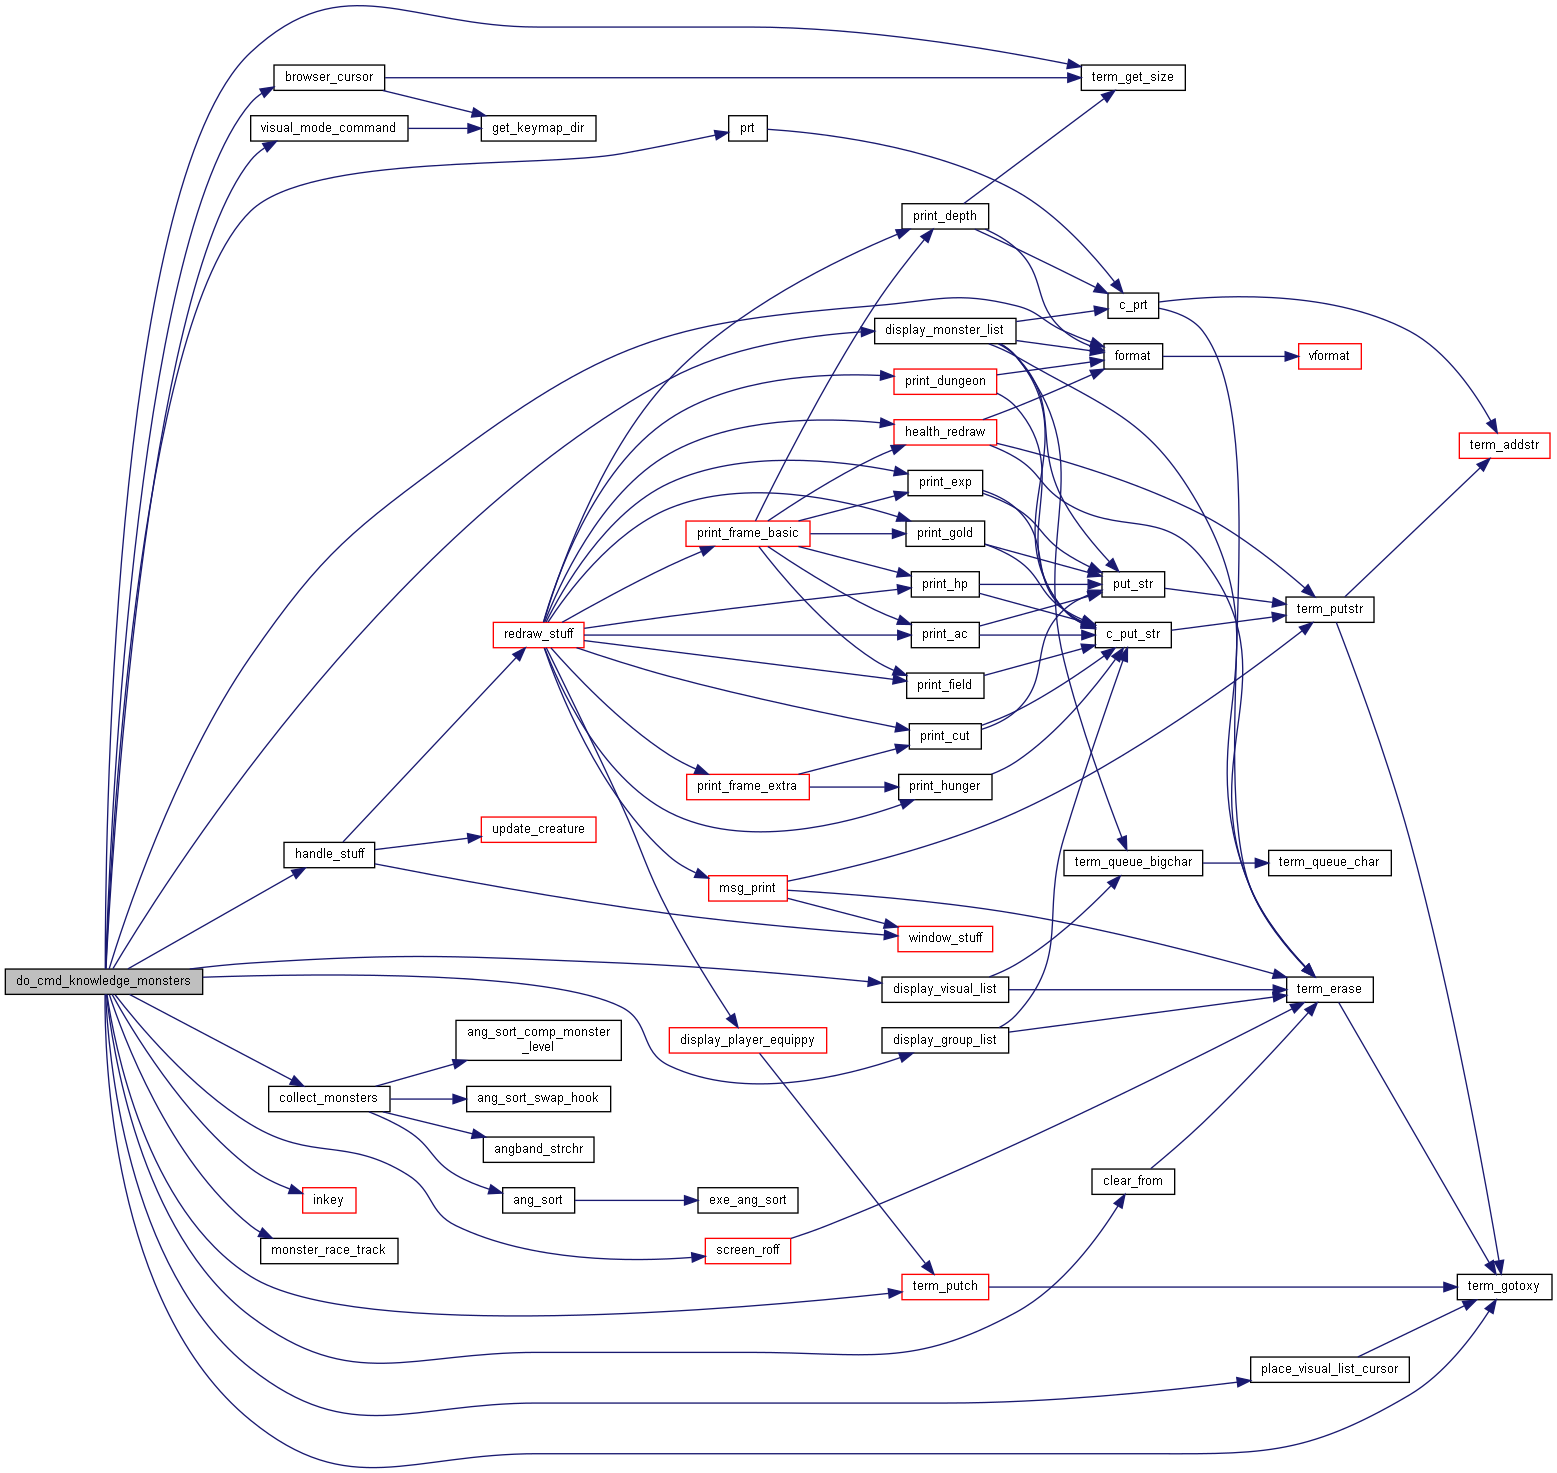 browser_cursor
term_get_size
visual_mode_command
get_keymap_dir
prt
print_depth
c_prt
display_monster_list
format
vformat
print_dungeon
health_redraw
term_addstr
print_exp
print_frame_basic
print_gold
print_hp
put_str
term_putstr
redraw_stuff
print_ac
c_put_str
print_field
print_cut
print_frame_extra
print_hunger
update_creature
handle_stuff
term_queue_bigchar
term_queue_char
msg_print
window_stuff
do_cmd_knowledge_monsters
display_visual_list
term_erase
ang_sort_comp_monster
_level
display_player_equippy
display_group_list
collect_monsters
ang_sort_swap_hook
angband_strchr
clear_from
inkey
ang_sort
exe_ang_sort
monster_race_track
screen_roff
term_putch
term_gotoxy
place_visual_list_cursor